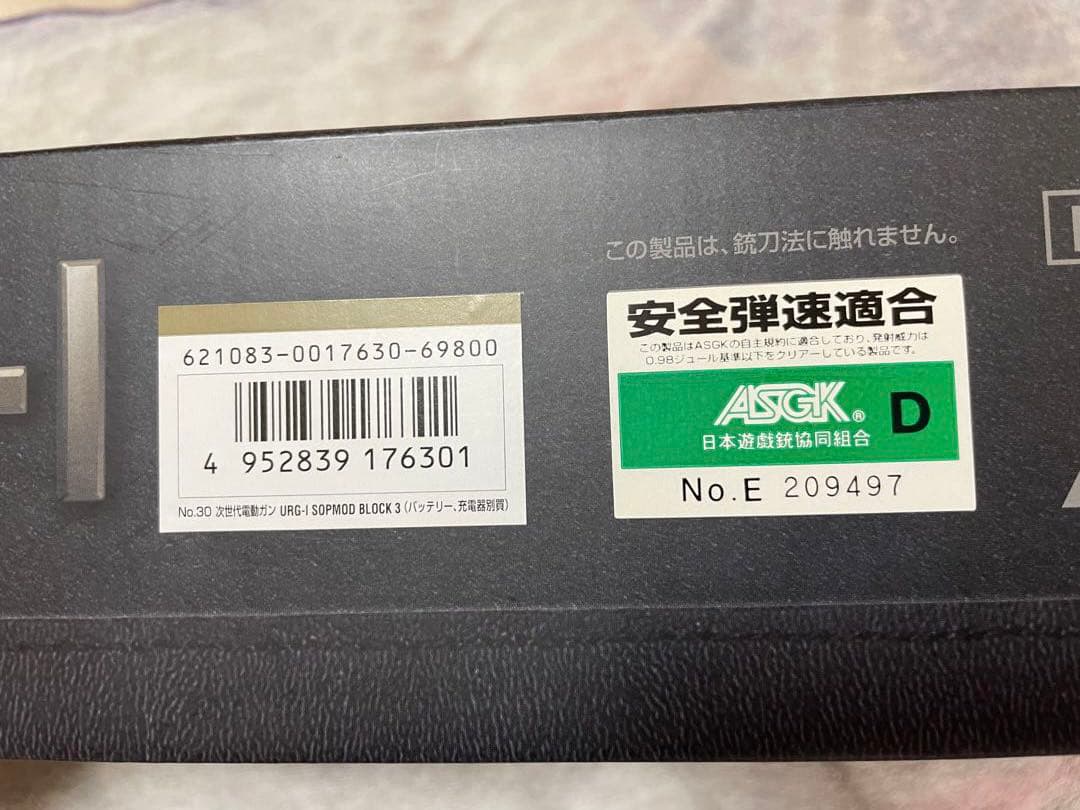 この製品は、銃刀法に触れません。
621083-0017630-69800
4 952839 176301
No.30 次世代電動ガン URG-I SOPMOD BLOCK 3 (バッテリー、充電器別買)
安全弾速適合
この製品はASGKの自主規約に適合しており、発射威力は
0.98ジュール基準以下をクリアーしている製品です。
ASGK® D
日本遊戯銃協同組合
No.E 209497